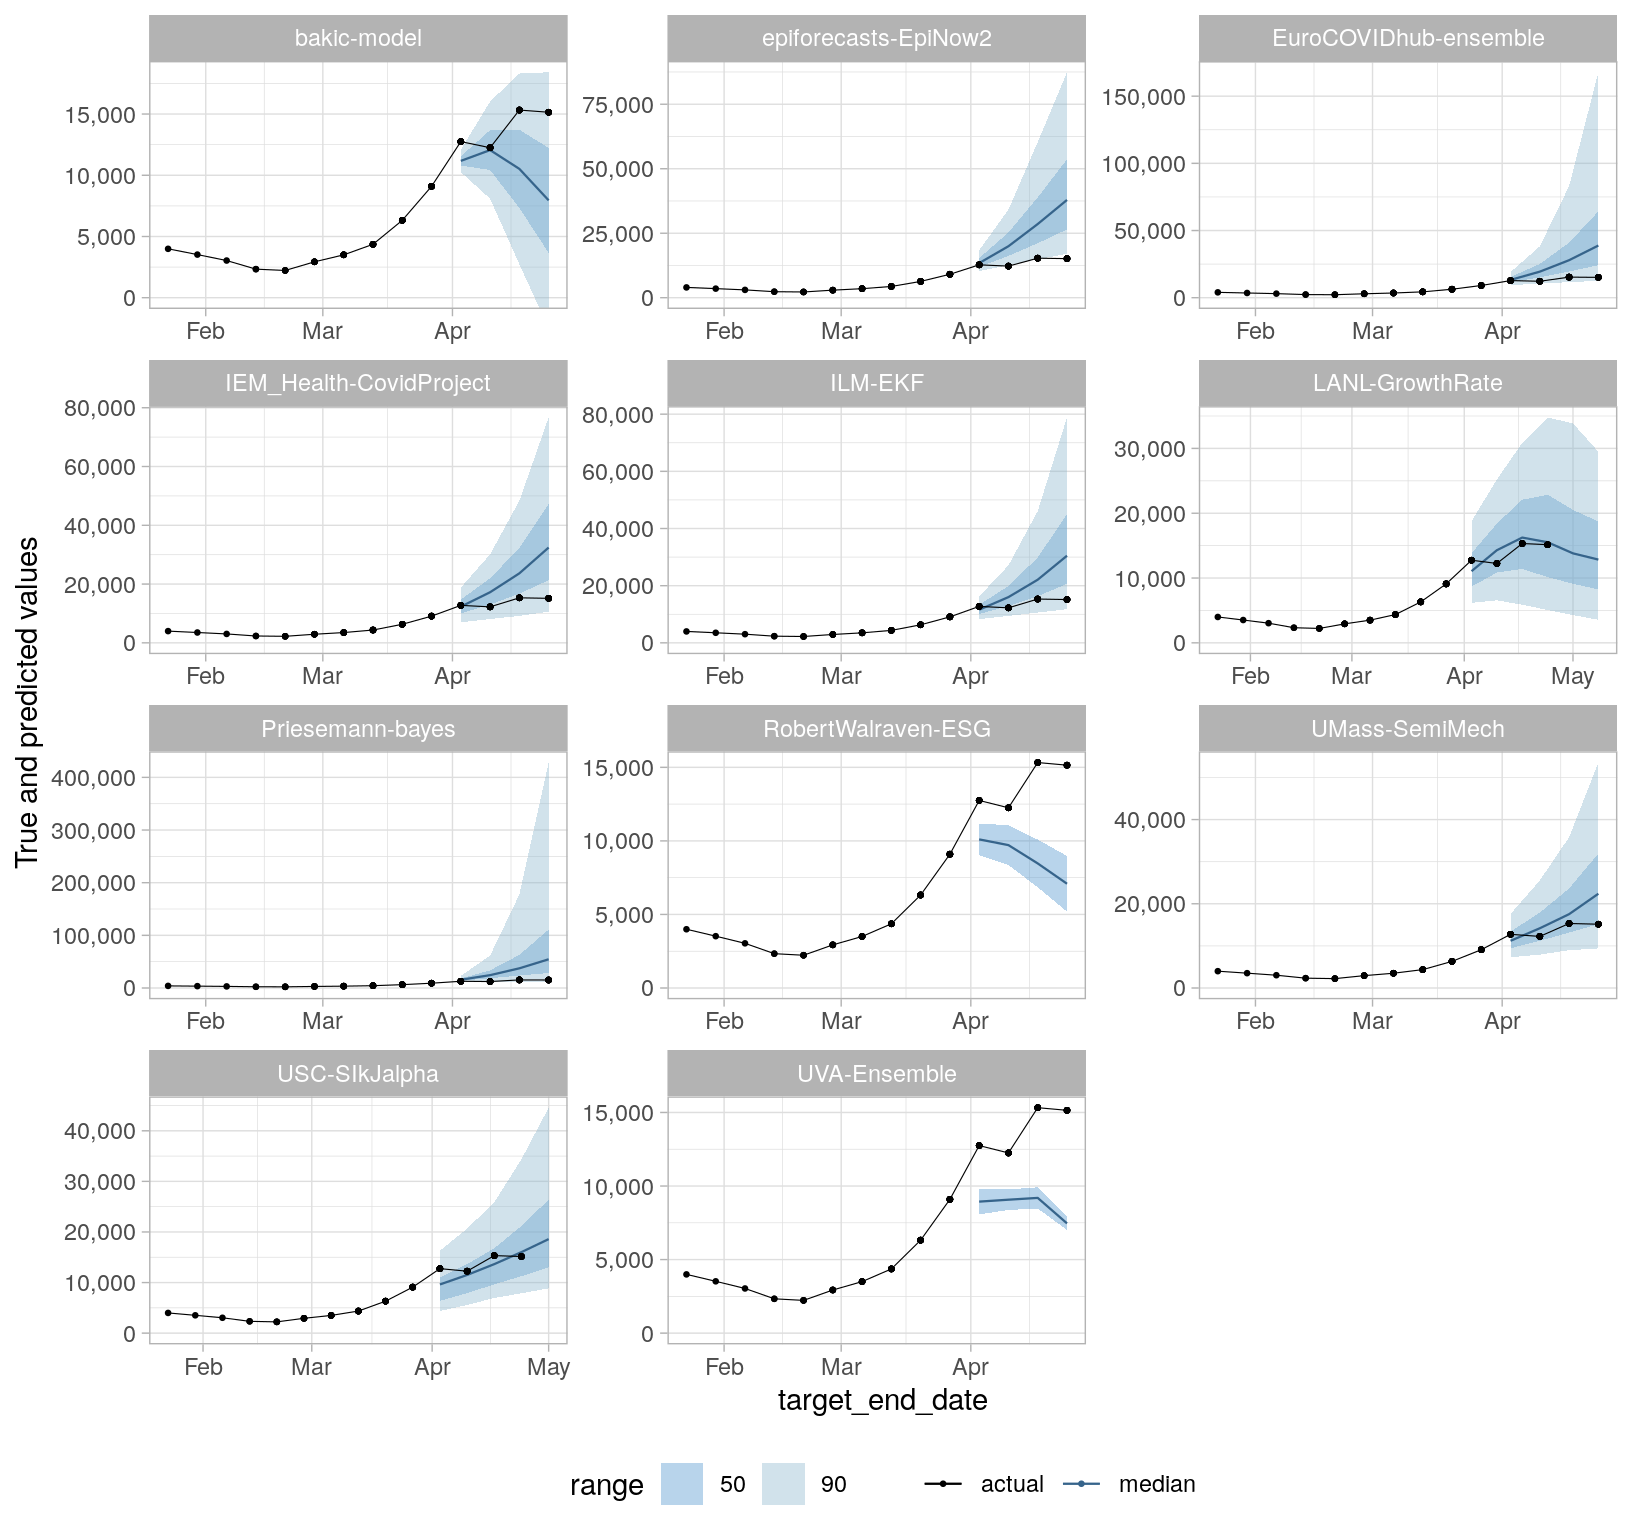 bakic-model
epiforecasts-EpiNow2
EuroCOVIDhub-ensemble
15,000
10,000
5,000
0
Feb Mar Apr
75,000
50,000
25,000
0
Feb Mar Apr
150,000
100,000
50,000
0
Feb Mar Apr
IEM_Health-CovidProject
ILM-EKF
LANL-GrowthRate
80,000
60,000
40,000
20,000
0
Feb Mar Apr
80,000
60,000
40,000
20,000
0
Feb Mar Apr
30,000
20,000
10,000
0
Feb Mar Apr May
True and predicted values
Priesemann-bayes
RobertWalraven-ESG
UMass-SemiMech
400,000
300,000
200,000
100,000
0
Feb Mar Apr
15,000
10,000
5,000
0
Feb Mar Apr
40,000
20,000
0
Feb Mar Apr
USC-SIkJalpha
UVA-Ensemble
40,000
30,000
20,000
10,000
0
Feb Mar Apr May
15,000
10,000
5,000
0
Feb Mar Apr
target_end_date
range 50 90 actual median